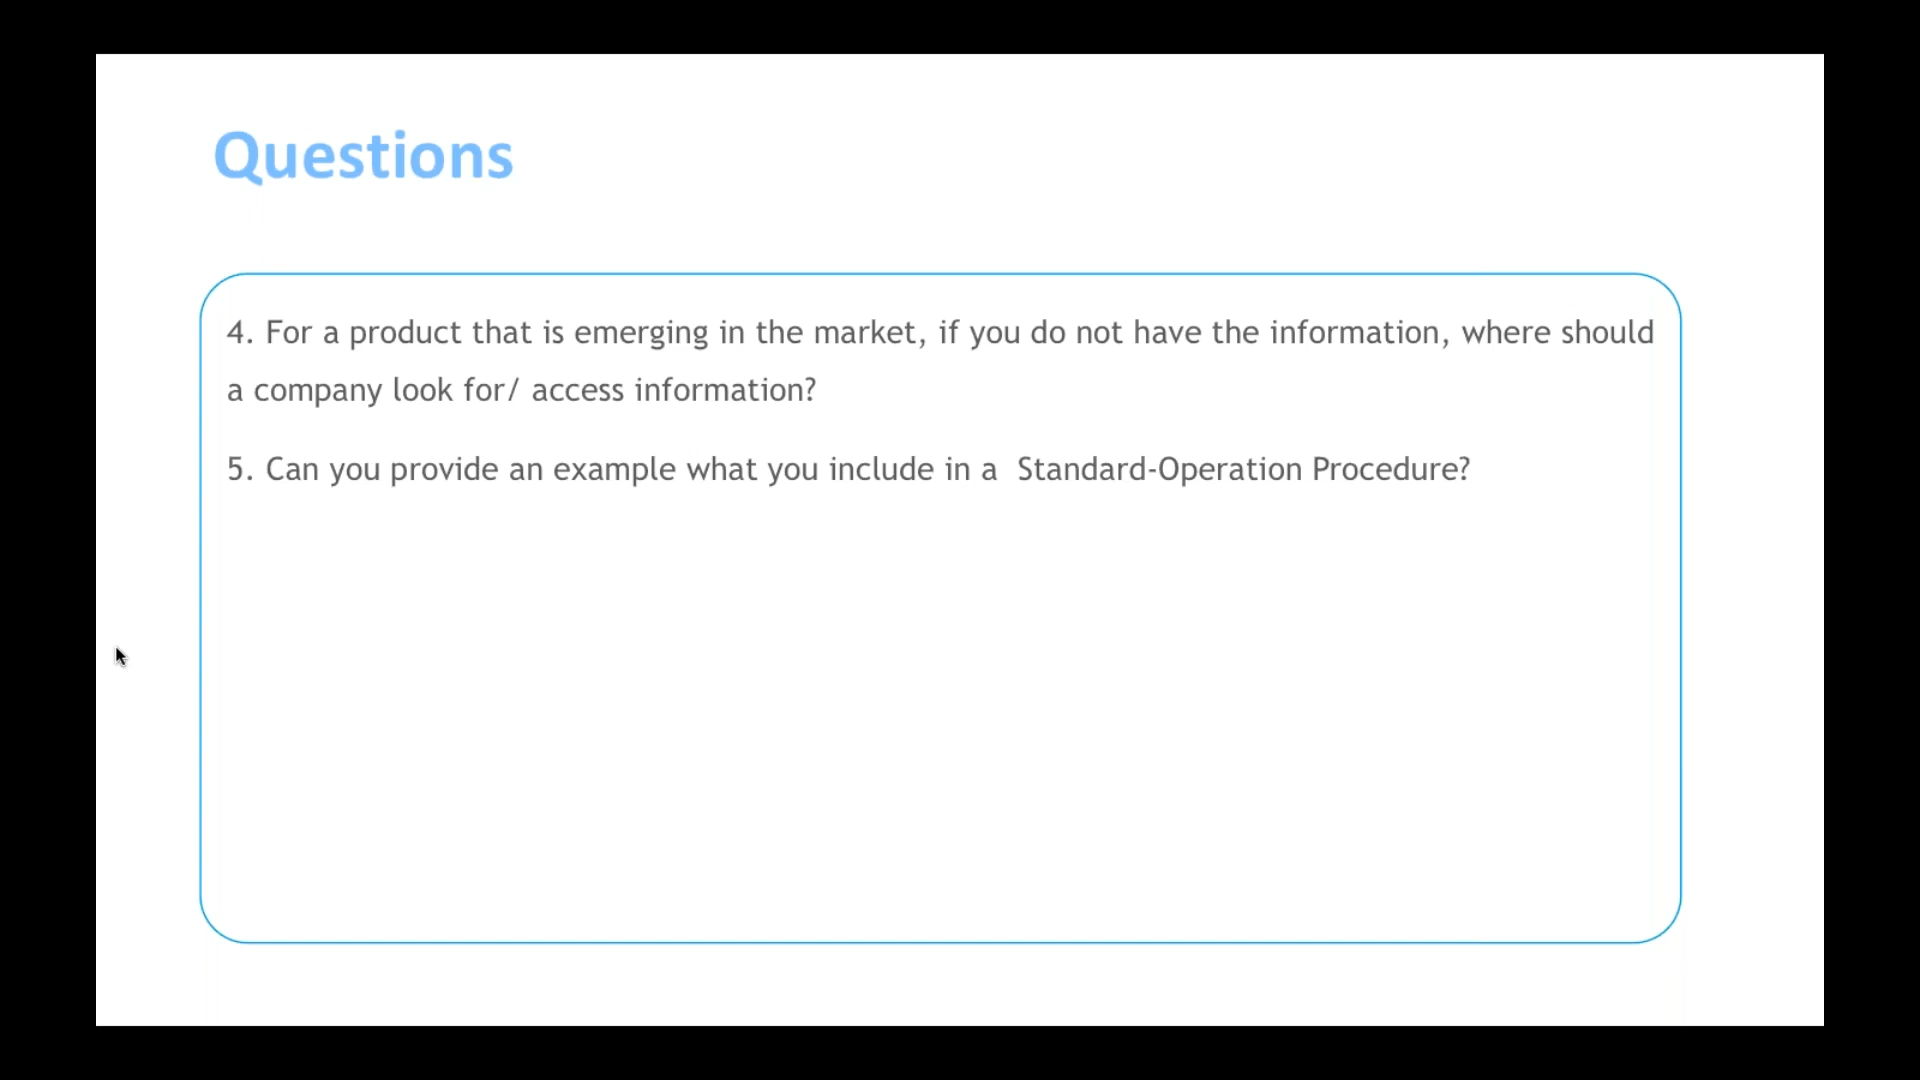 Questions
4. For a product that is emerging in the market, if you do not have the information, where should
a company look for/ access information?
5. Can you provide an example what you include in a  Standard-Operation Procedure?